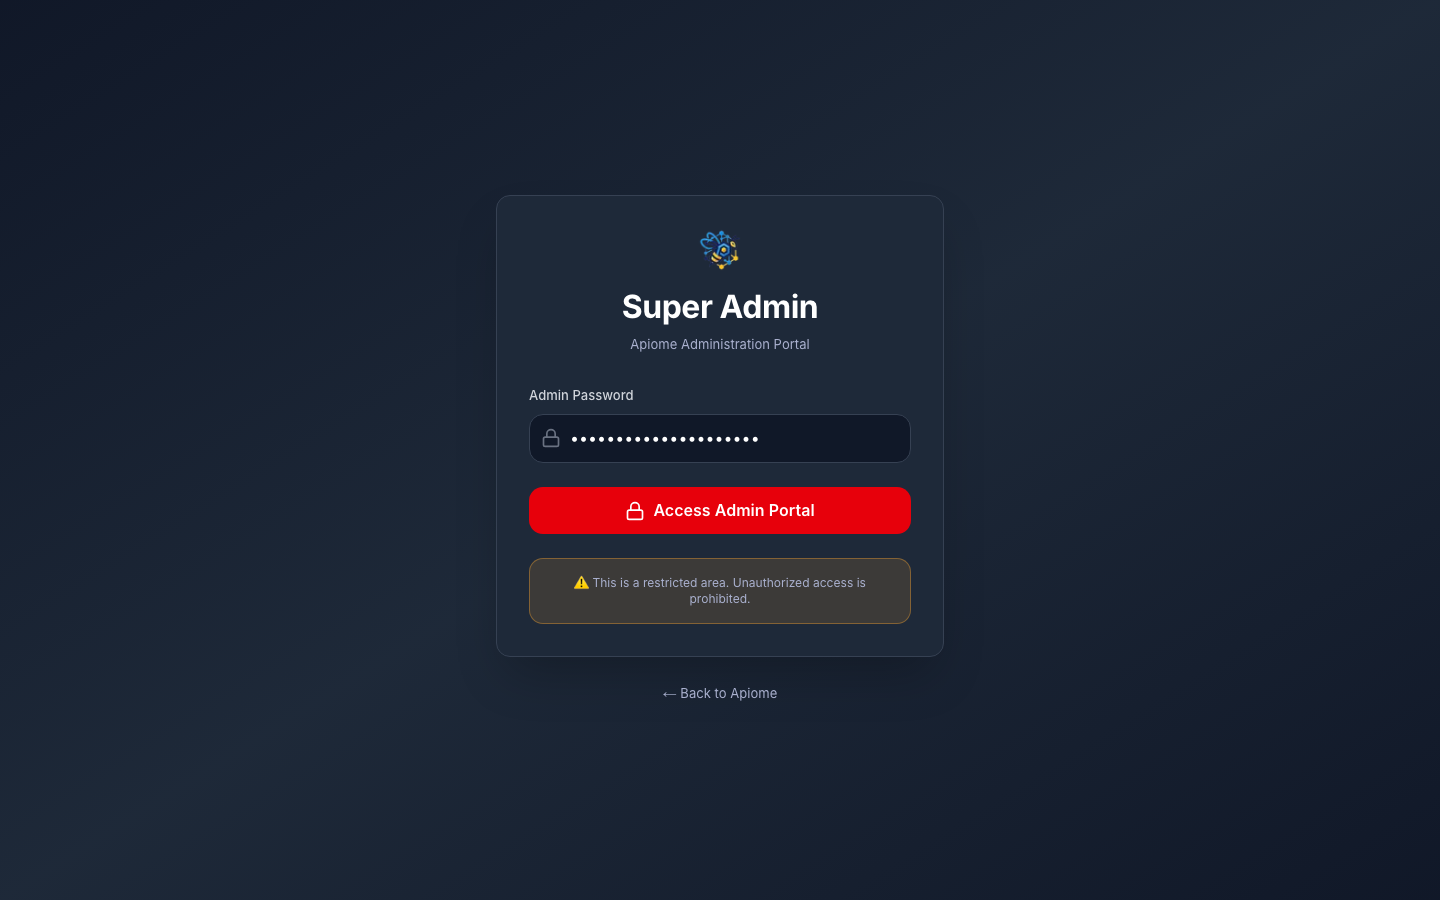 Super Admin
Apiome Administration Portal
Admin Password
•••••••••••••••••••••
Access Admin Portal
⚠️ This is a restricted area. Unauthorized access is
prohibited.
← Back to Apiome